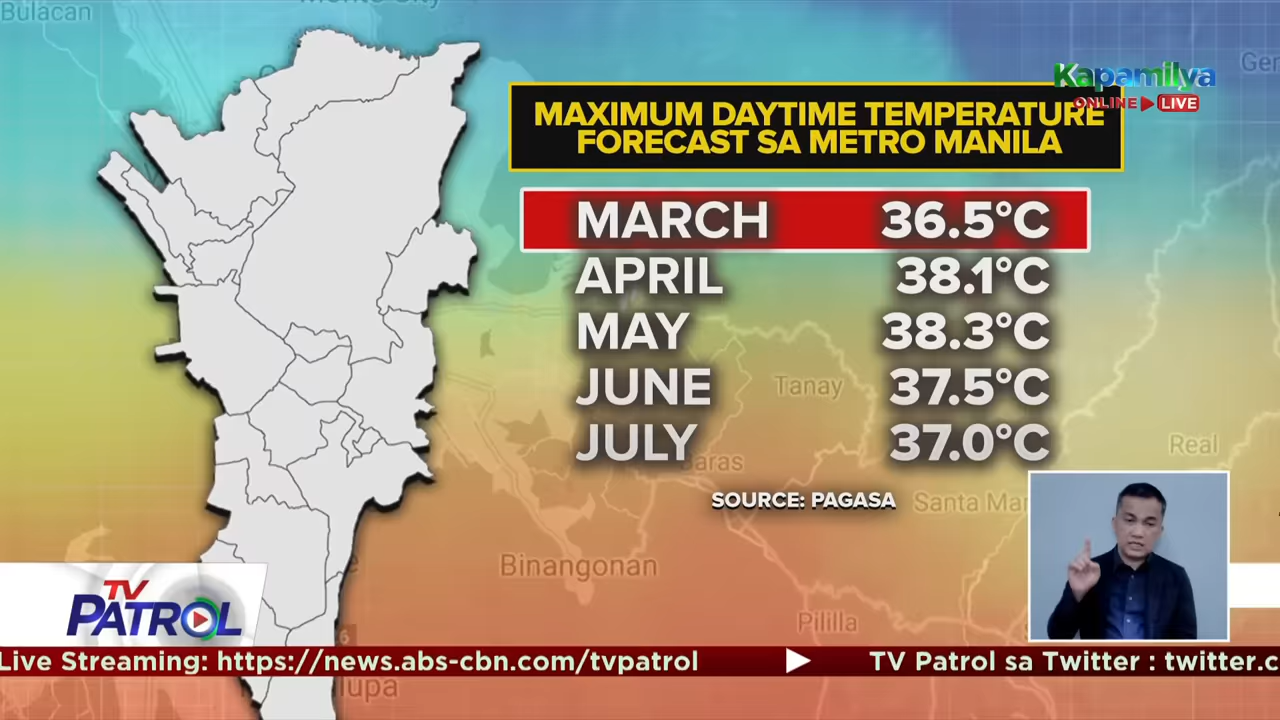 Bulacan
Kapamilya
ONLINE LIVE
MAXIMUM DAYTIME TEMPERATURE
FORECAST SA METRO MANILA
MARCH 36.5°C
APRIL 38.1°C
MAY 38.3°C
JUNE 37.5°C
JULY 37.0°C
Tanay
Real
SOURCE: PAGASA
Binangonan
Pililla
TV
PATROL
Live Streaming: https://news.abs-cbn.com/tvpatrol TV Patrol sa Twitter : twitter.c